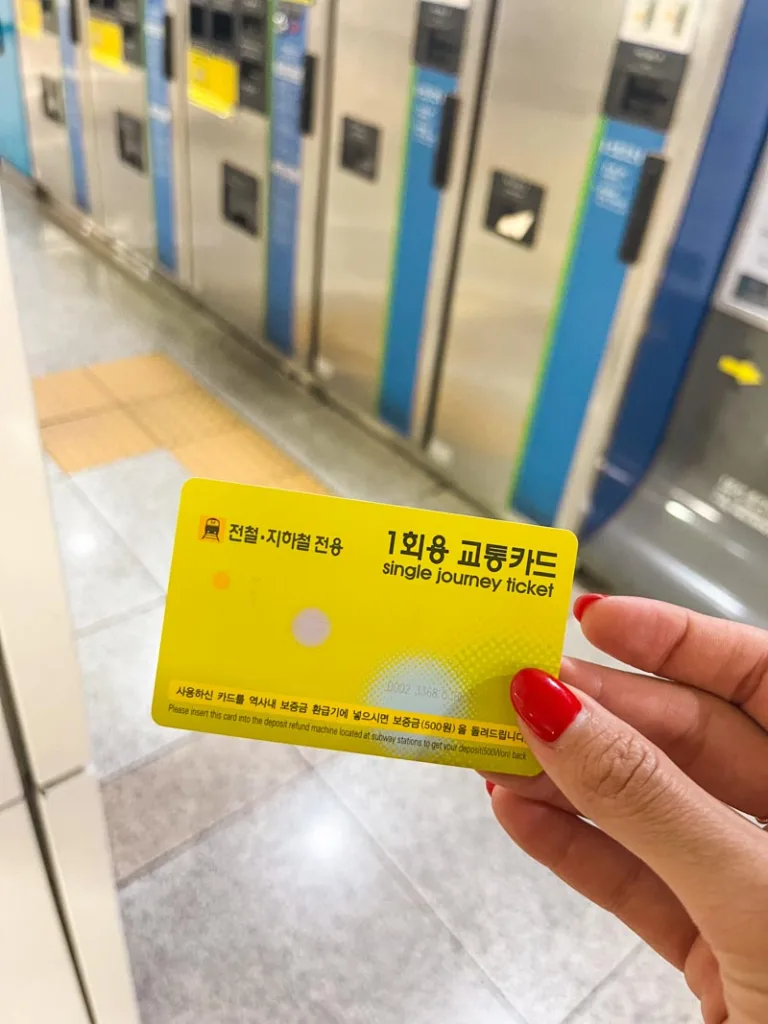 전철·지하철 전용
1회용 교통카드
single journey ticket
0002 3368
사용하신 카드를 역사내 보증금 환급기에 넣으시면 보증금(500원)을 돌려드립니다.
Please insert this card into the deposit refund machine located at subway stations to get your deposit(500Won) back